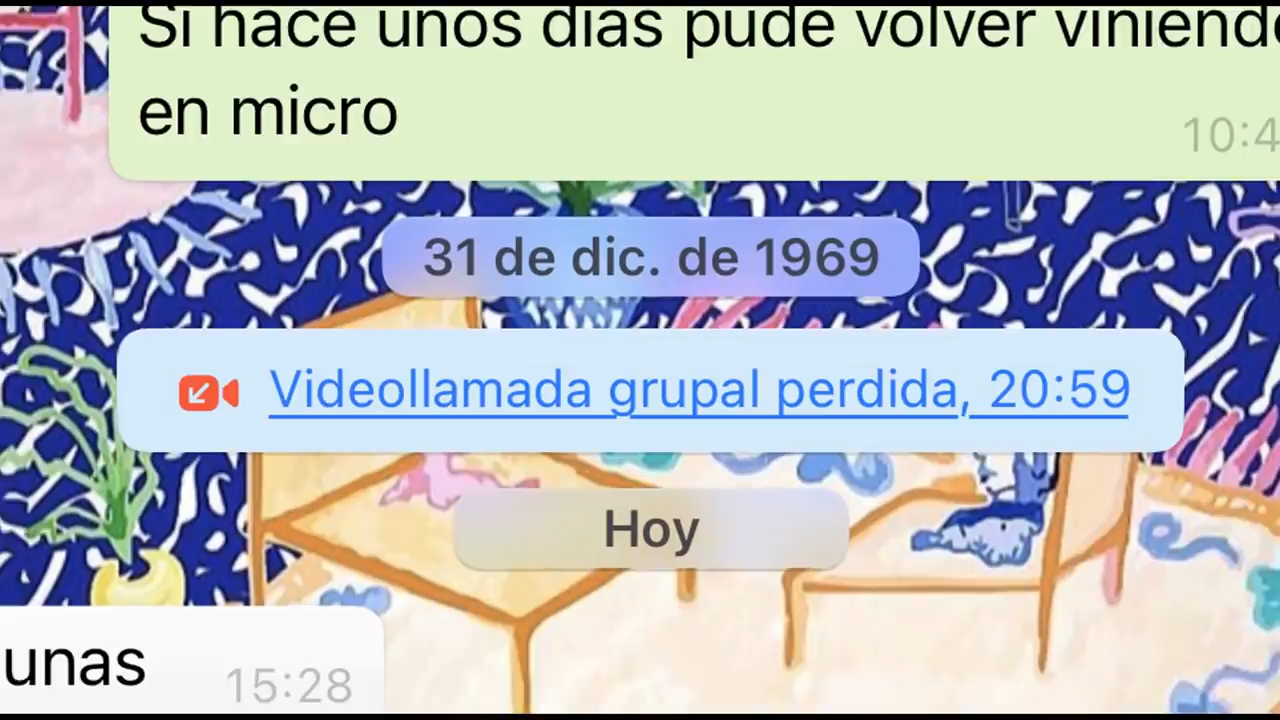 Si hace unos días pude volver viniend
en micro
10:4
31 de dic. de 1969
Videollamada grupal perdida, 20:59
Hoy
unas
15:28